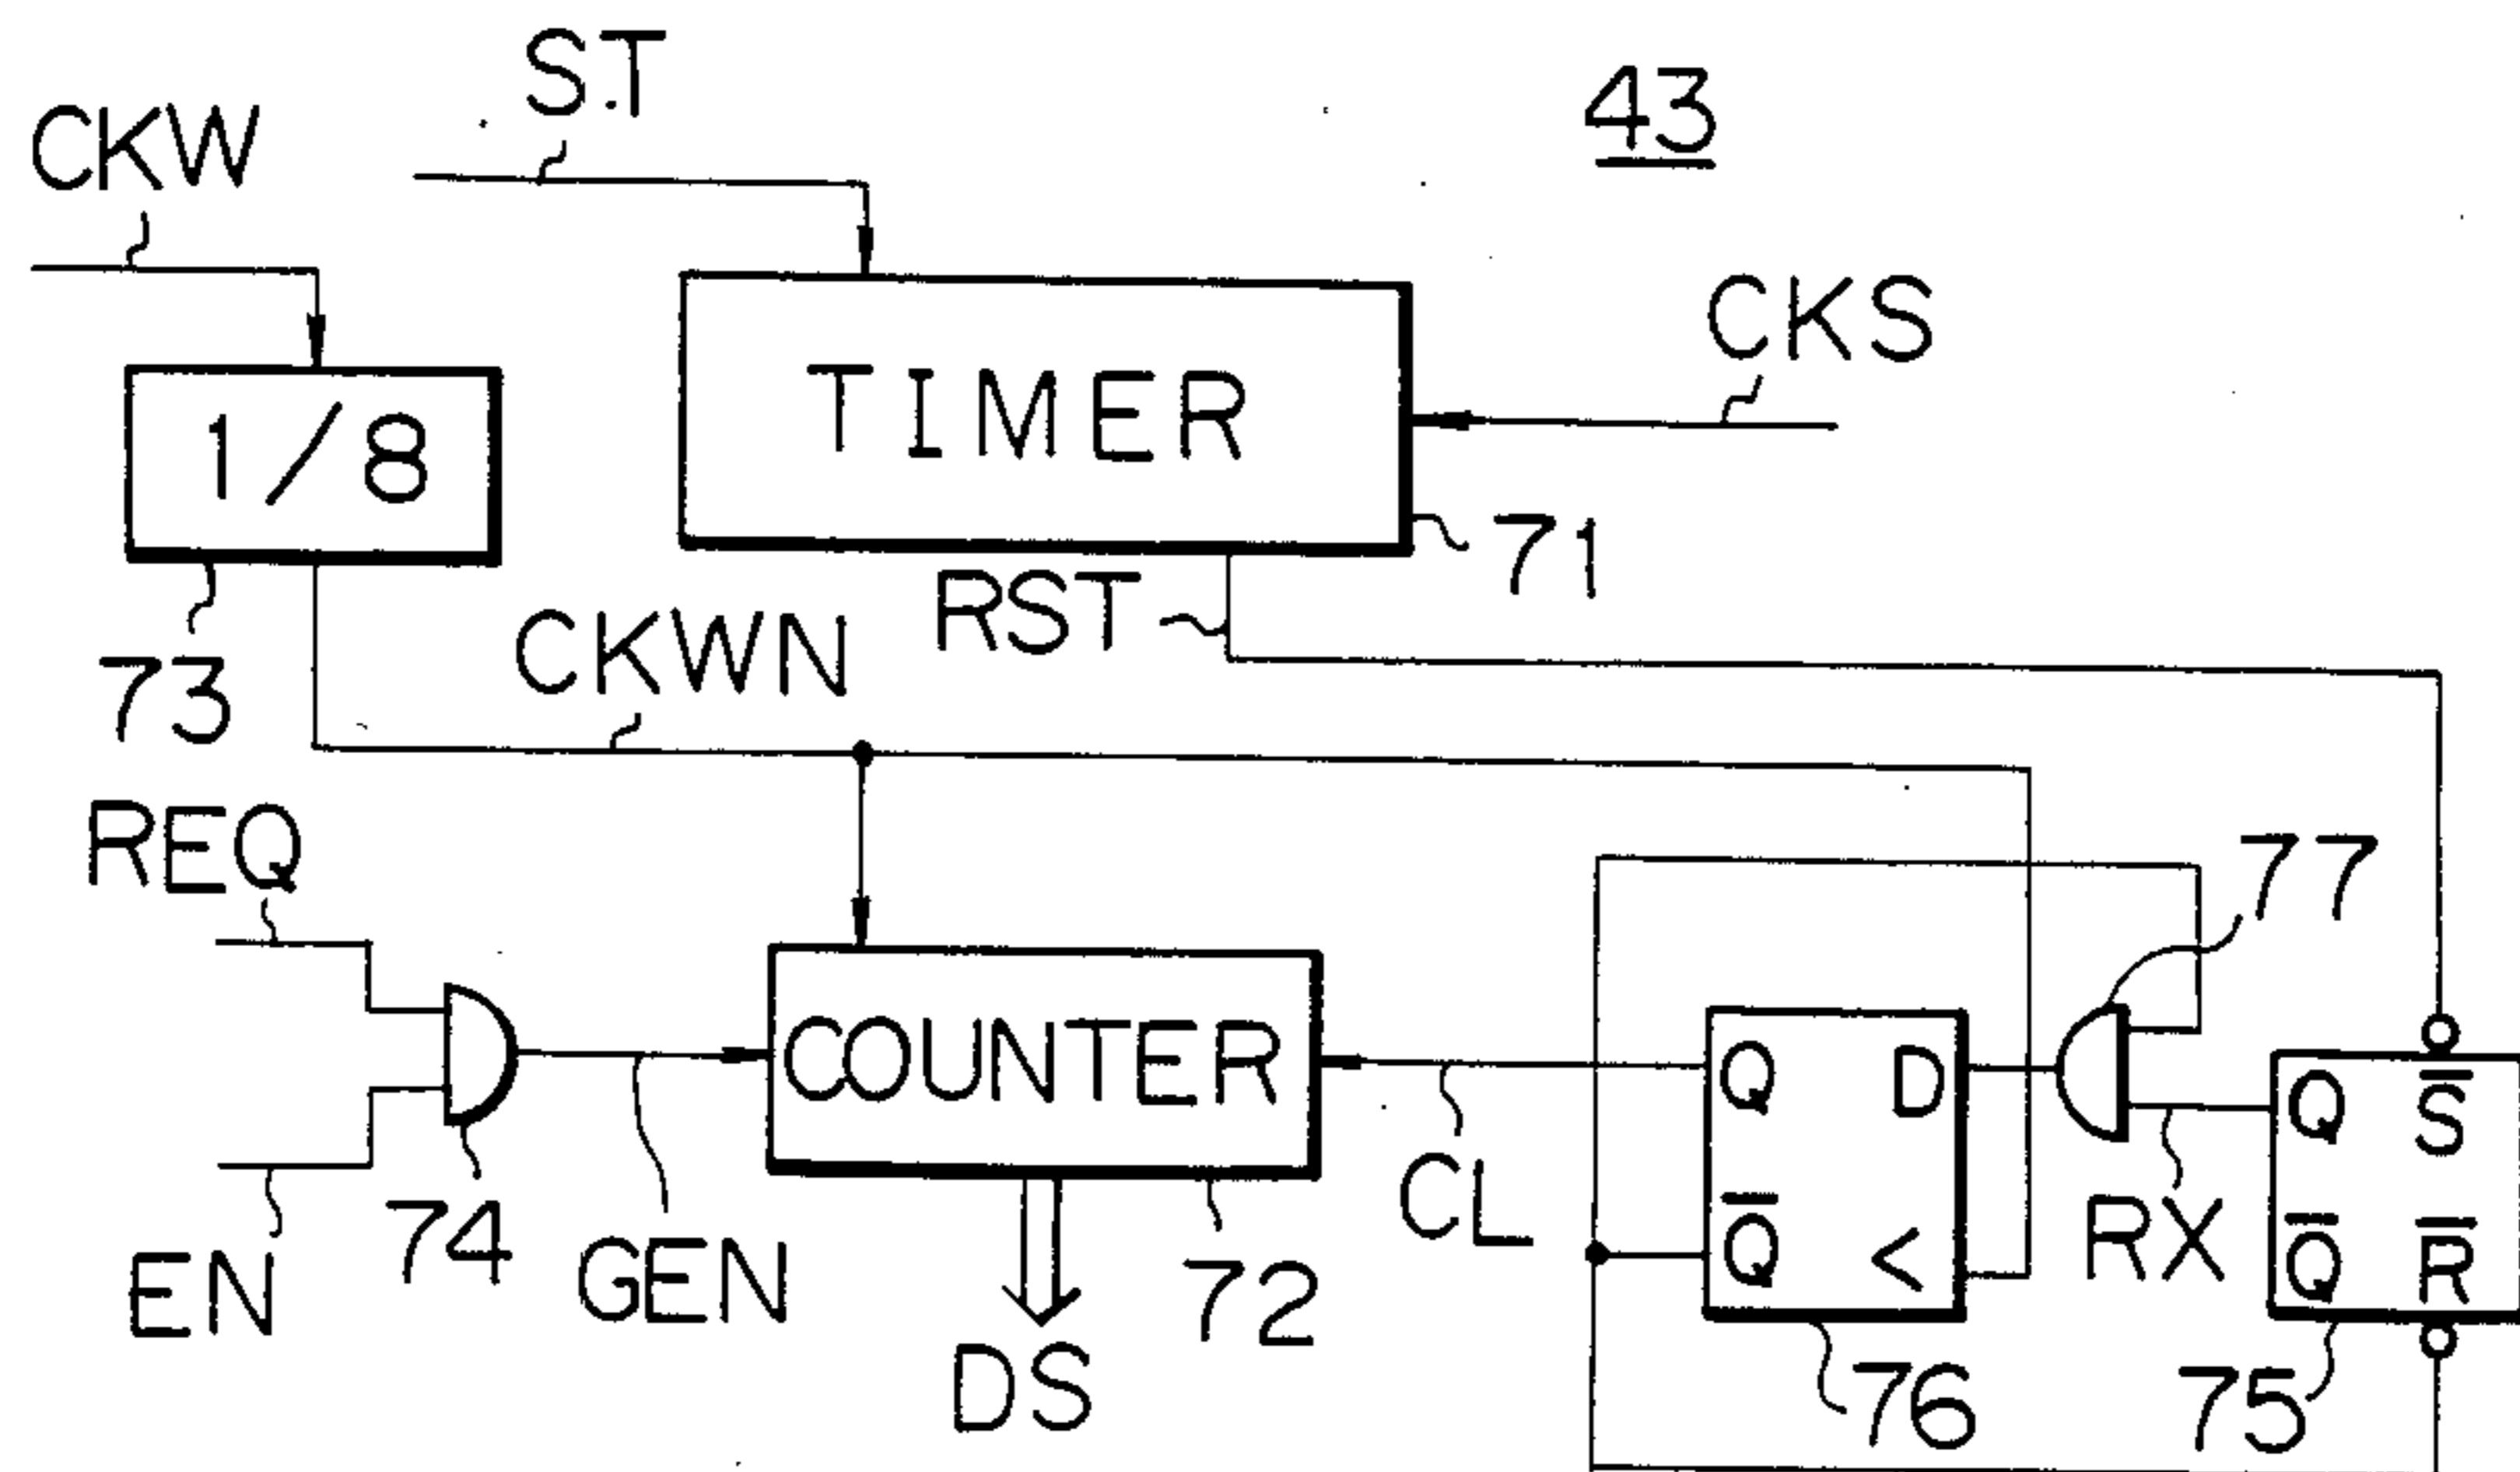 S.T
43
CKW
CKS
TIMER
1/8
71
RST
CKWN
73
REQ
77
COUNTER
Q D
Q S̅
CL
RX
Q̅ <
Q̅ R̅
74
GEN
EN
72
DS
76
75